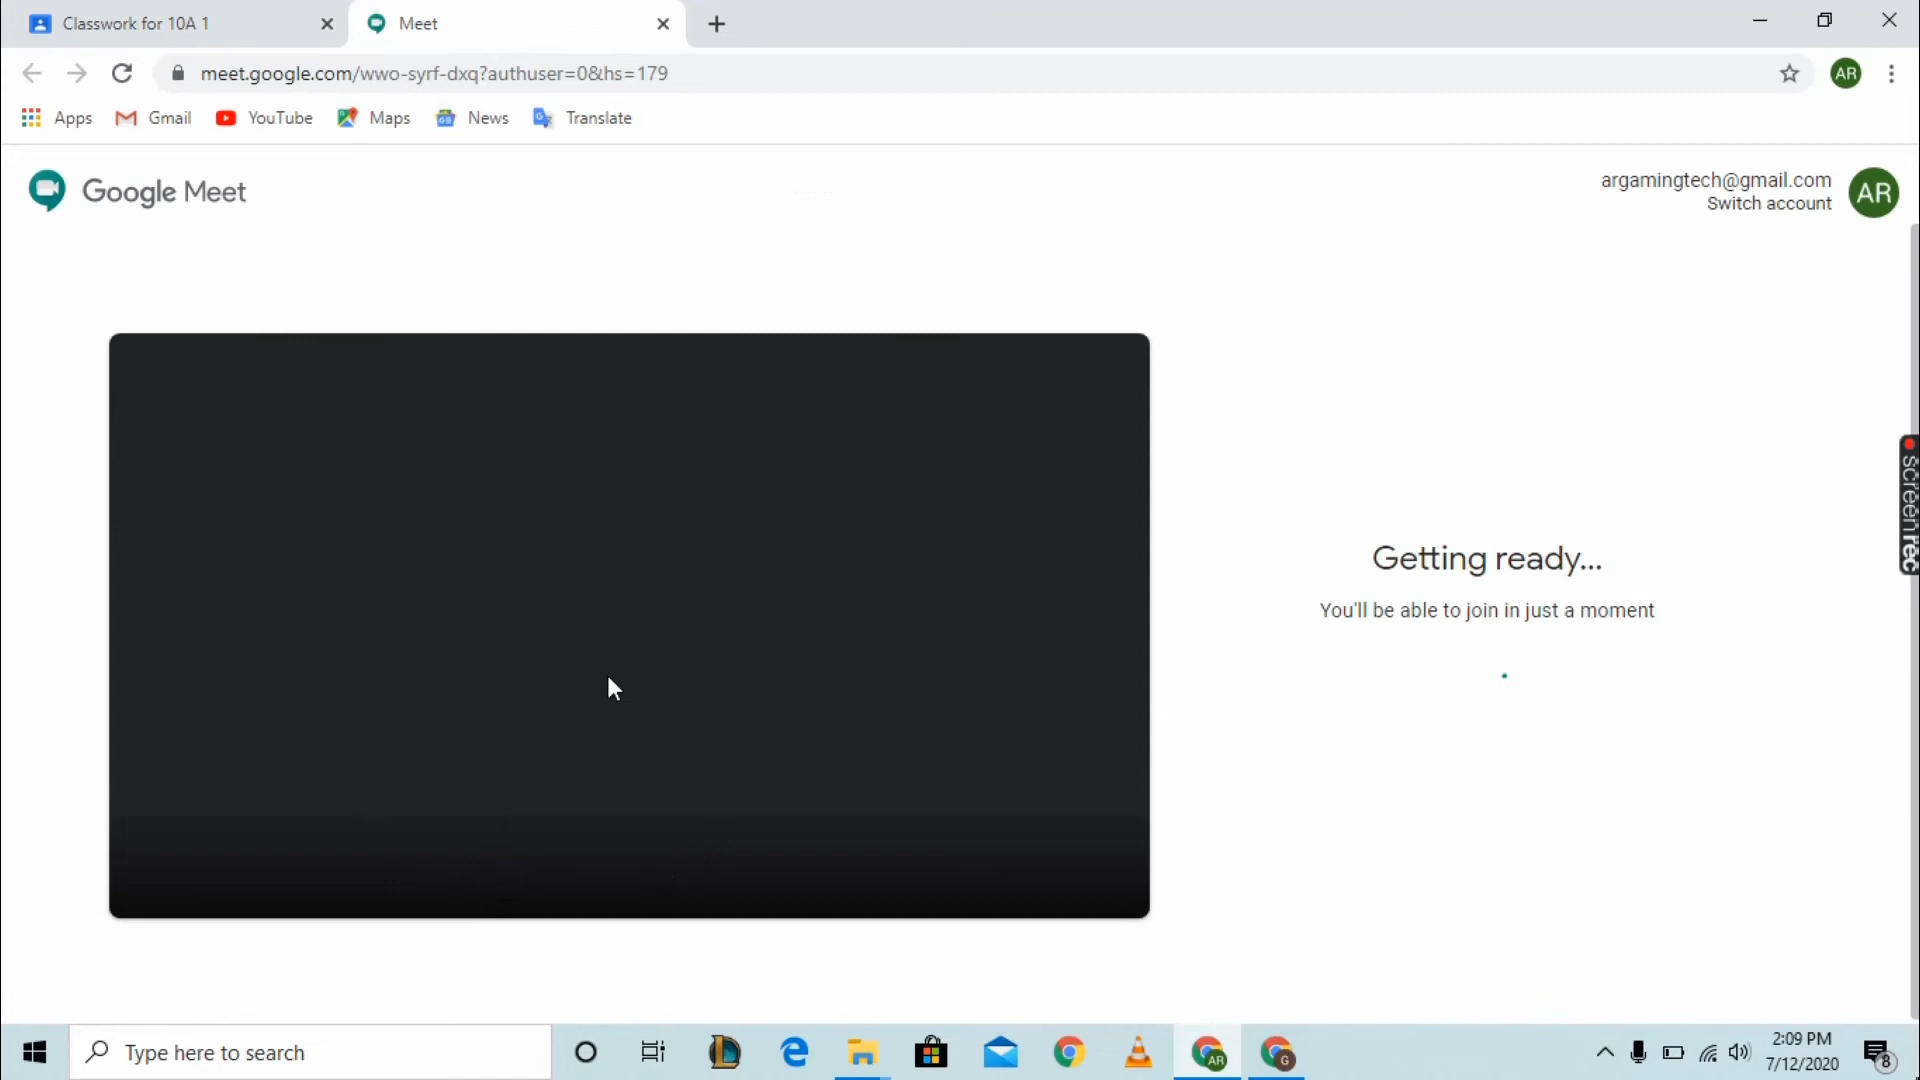 Classwork for 10A 1
Meet
meet.google.com/wwo-syrf-dxq?authuser=0&hs=179
AR
Apps
Gmail
YouTube
Maps
News
Translate
Google Meet
argamingtech@gmail.com
Switch account
AR
Getting ready...
You'll be able to join in just a moment
screenrec
Type here to search
AR
G
2:09 PM
7/12/2020
8